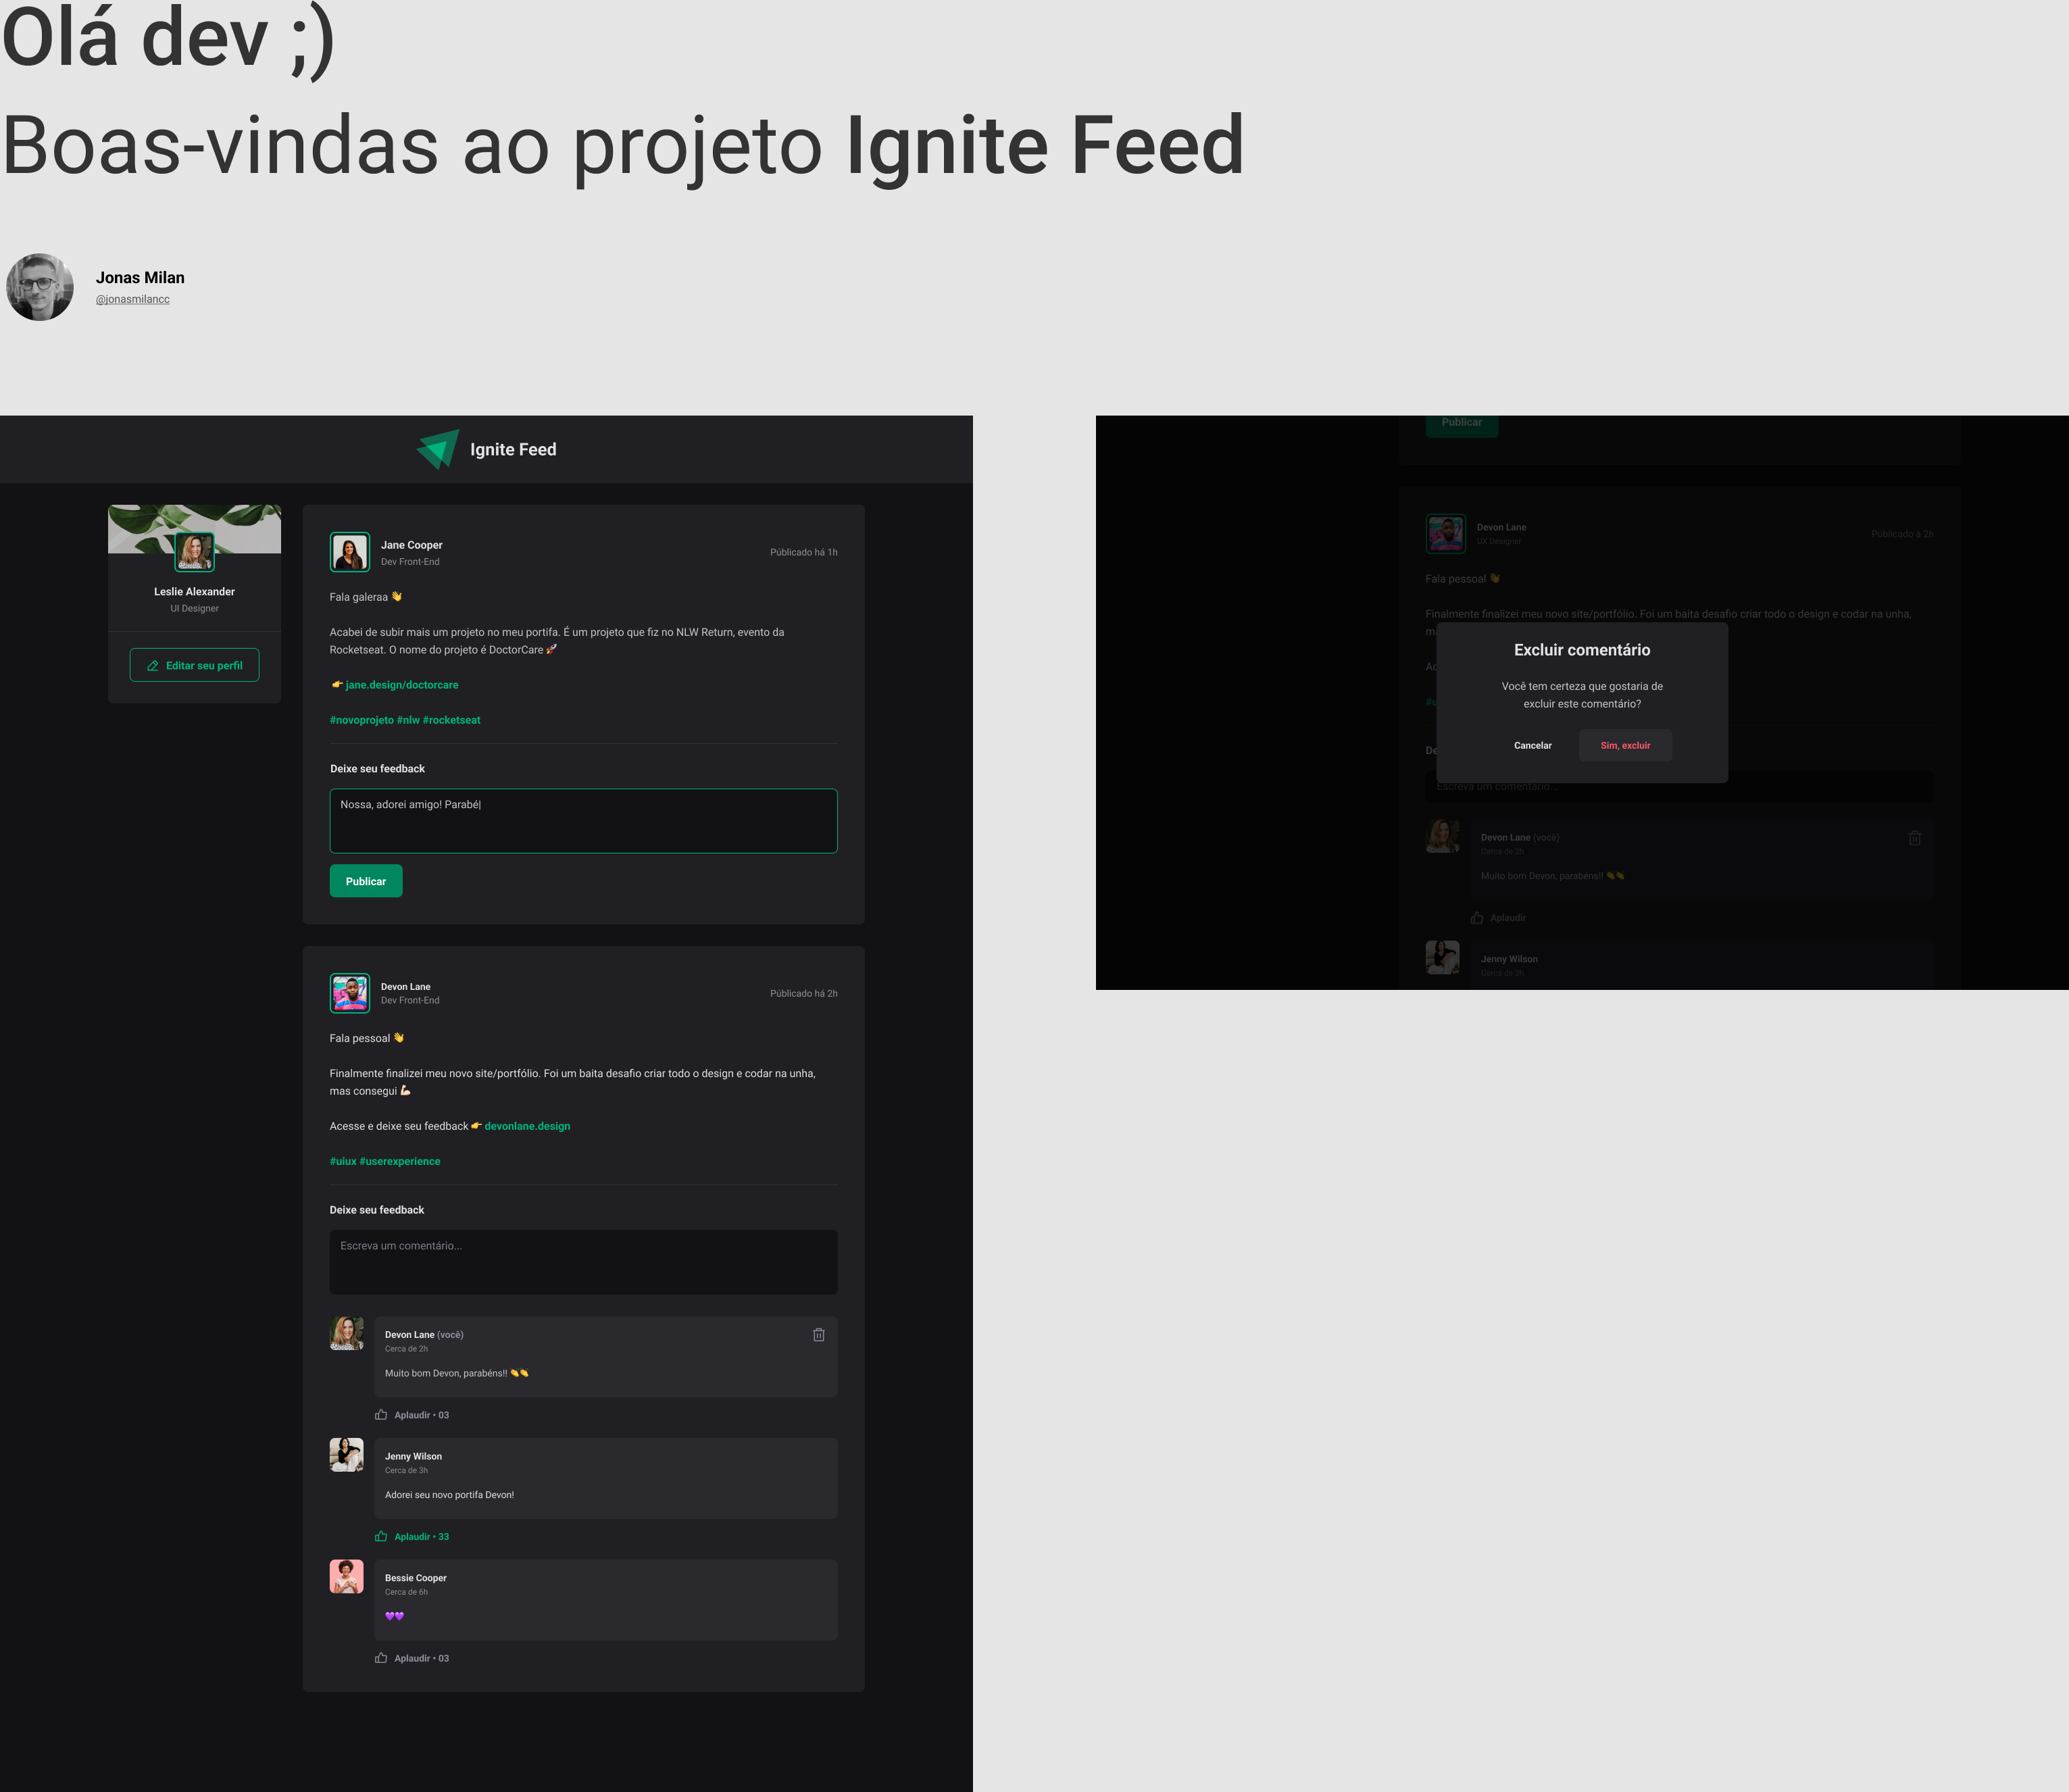 Olá dev ;)
Boas-vindas ao projeto Ignite Feed
Jonas Milan
@jonasmilancc
Ignite Feed
Leslie Alexander
UI Designer
Editar seu perfil
Jane Cooper
Dev Front-End
Públicado há 1h
Fala galeraa 👋
Acabei de subir mais um projeto no meu portifa. É um projeto que fiz no NLW Return, evento da
Rocketseat. O nome do projeto é DoctorCare 🚀
👉 jane.design/doctorcare
#novoprojeto #nlw #rocketseat
Deixe seu feedback
Nossa, adorei amigo! Parabé|
Publicar
Devon Lane
Dev Front-End
Públicado há 2h
Fala pessoal 👋
Finalmente finalizei meu novo site/portfólio. Foi um baita desafio criar todo o design e codar na unha,
mas consegui 💪🏻
Acesse e deixe seu feedback 👉 devonlane.design
#uiux #userexperience
Deixe seu feedback
Escreva um comentário...
Devon Lane (você)
Cerca de 2h
Muito bom Devon, parabéns!! 👏👏
Aplaudir • 03
Jenny Wilson
Cerca de 3h
Adorei seu novo portifa Devon!
Aplaudir • 33
Bessie Cooper
Cerca de 6h
💜💜
Aplaudir • 03
Publicar
Devon Lane
UX Designer
Públicado à 2h
Fala pessoal 👋
Finalmente finalizei meu novo site/portfólio. Foi um baita desafio criar todo o design e codar na unha,
Excluir comentário
Você tem certeza que gostaria de
excluir este comentário?
Cancelar
Sim, excluir
Escreva um comentário...
Devon Lane (você)
Cerca de 2h
Muito bom Devon, parabéns!! 👏👏
Aplaudir
Jenny Wilson
Cerca de 3h